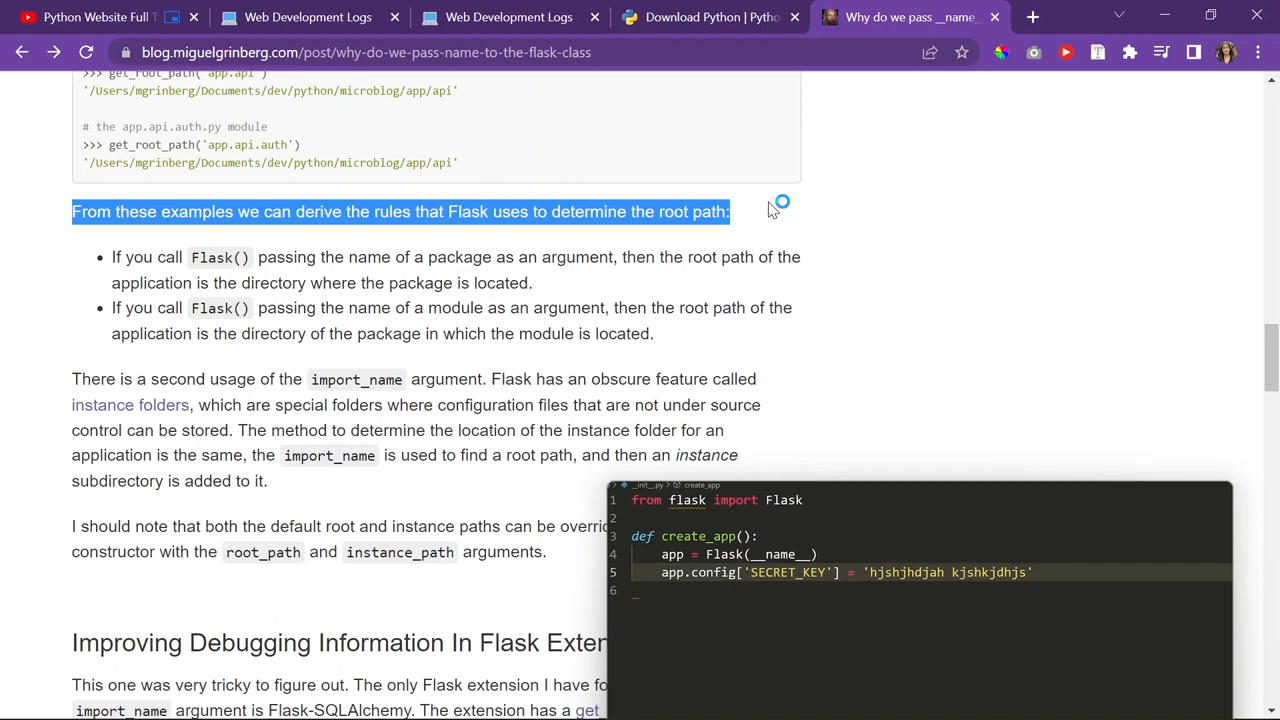 Python Website Full T
Web Development Logs
Web Development Logs
Download Python | Pytho
Why do we pass __name_
blog.miguelgrinberg.com/post/why-do-we-pass-name-to-the-flask-class
>>> get_root_path('app.api')
'/Users/mgrinberg/Documents/dev/python/microblog/app/api'
# the app.api.auth.py module
>>> get_root_path('app.api.auth')
'/Users/mgrinberg/Documents/dev/python/microblog/app/api'
From these examples we can derive the rules that Flask uses to determine the root path:
• If you call Flask() passing the name of a package as an argument, then the root path of the
application is the directory where the package is located.
• If you call Flask() passing the name of a module as an argument, then the root path of the
application is the directory of the package in which the module is located.
There is a second usage of the import_name argument. Flask has an obscure feature called
instance folders, which are special folders where configuration files that are not under source
control can be stored. The method to determine the location of the instance folder for an
application is the same, the import_name is used to find a root path, and then an instance
subdirectory is added to it.
I should note that both the default root and instance paths can be overri
constructor with the root_path and instance_path arguments.
Improving Debugging Information In Flask Exten
This one was very tricky to figure out. The only Flask extension I have fo
import_name argument is Flask-SQLAlchemy. The extension has a get
__init__.py > create_app
1 from flask import Flask
2
3 def create_app():
4 app = Flask(__name__)
5 app.config['SECRET_KEY'] = 'hjshjhdjah kjshkjdhjs'
6